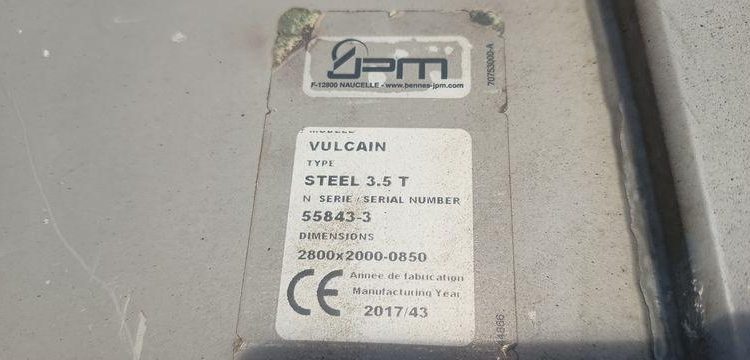 JPM
F-12800 NAUCELLE - www.bennes-jpm.com
70753000-A
MODELE
VULCAIN
TYPE
STEEL 3.5 T
N SERIE / SERIAL NUMBER
55843-3
DIMENSIONS
2800x2000-0850
CE
Annee de fabrication
Manufacturing Year
2017/43